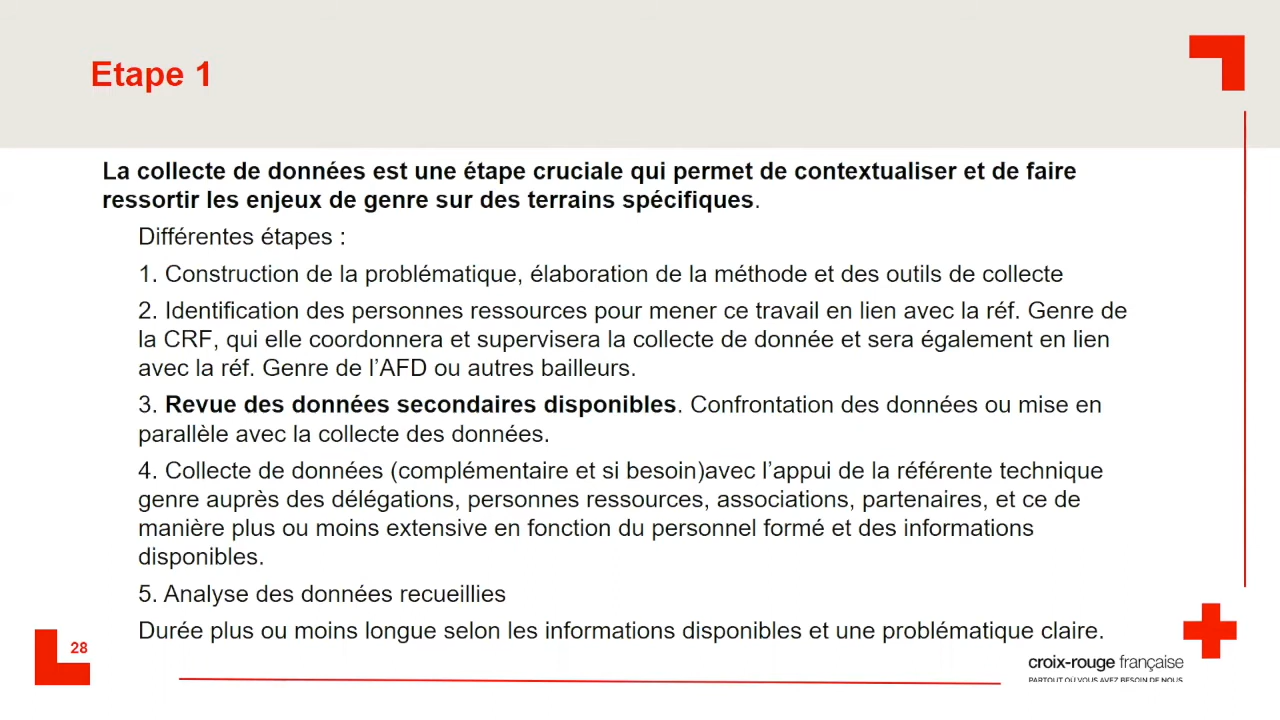 Etape 1
La collecte de données est une étape cruciale qui permet de contextualiser et de faire
ressortir les enjeux de genre sur des terrains spécifiques.
Différentes étapes :
1. Construction de la problématique, élaboration de la méthode et des outils de collecte
2. Identification des personnes ressources pour mener ce travail en lien avec la réf. Genre de
la CRF, qui elle coordonnera et supervisera la collecte de donnée et sera également en lien
avec la réf. Genre de l’AFD ou autres bailleurs.
3. Revue des données secondaires disponibles. Confrontation des données ou mise en
parallèle avec la collecte des données.
4. Collecte de données (complémentaire et si besoin)avec l’appui de la référente technique
genre auprès des délégations, personnes ressources, associations, partenaires, et ce de
manière plus ou moins extensive en fonction du personnel formé et des informations
disponibles.
5. Analyse des données recueillies
Durée plus ou moins longue selon les informations disponibles et une problématique claire.
28
croix-rouge française
PARTOUT OÙ VOUS AVEZ BESOIN DE NOUS